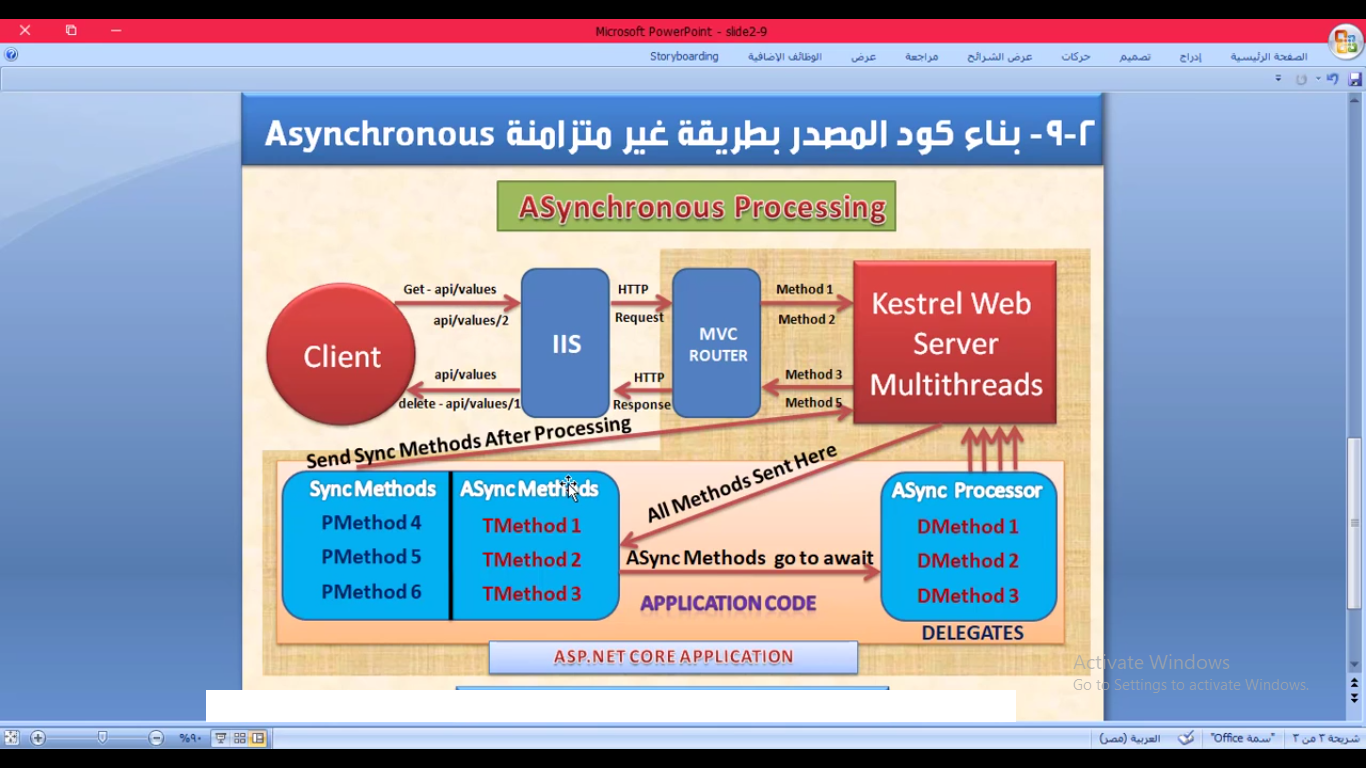 Microsoft PowerPoint - slide2-9
الصفحة الرئيسية إدراج تصميم حركات عرض الشرائح مراجعة عرض الوظائف الإضافية Storyboarding
٢-٩- بناء كود المصدر بطريقة غير متزامنة Asynchronous
ASynchronous Processing
Get - api/values
api/values/2
api/values
delete - api/values/1
Client
IIS
HTTP
Request
HTTP
Response
MVC
ROUTER
Method 1
Method 2
Method 3
Method 5
Kestrel Web
Server
Multithreads
Send Sync Methods After Processing
All Methods Sent Here
Sync Methods
PMethod 4
PMethod 5
PMethod 6
ASync Methods
TMethod 1
TMethod 2
TMethod 3
ASync Methods go to await
APPLICATION CODE
ASync Processor
DMethod 1
DMethod 2
DMethod 3
DELEGATES
ASP.NET CORE APPLICATION
Activate Windows
Go to Settings to activate Windows.
شريحة ٢ من ٢ "سمة Office" العربية (مصر) %٩٠